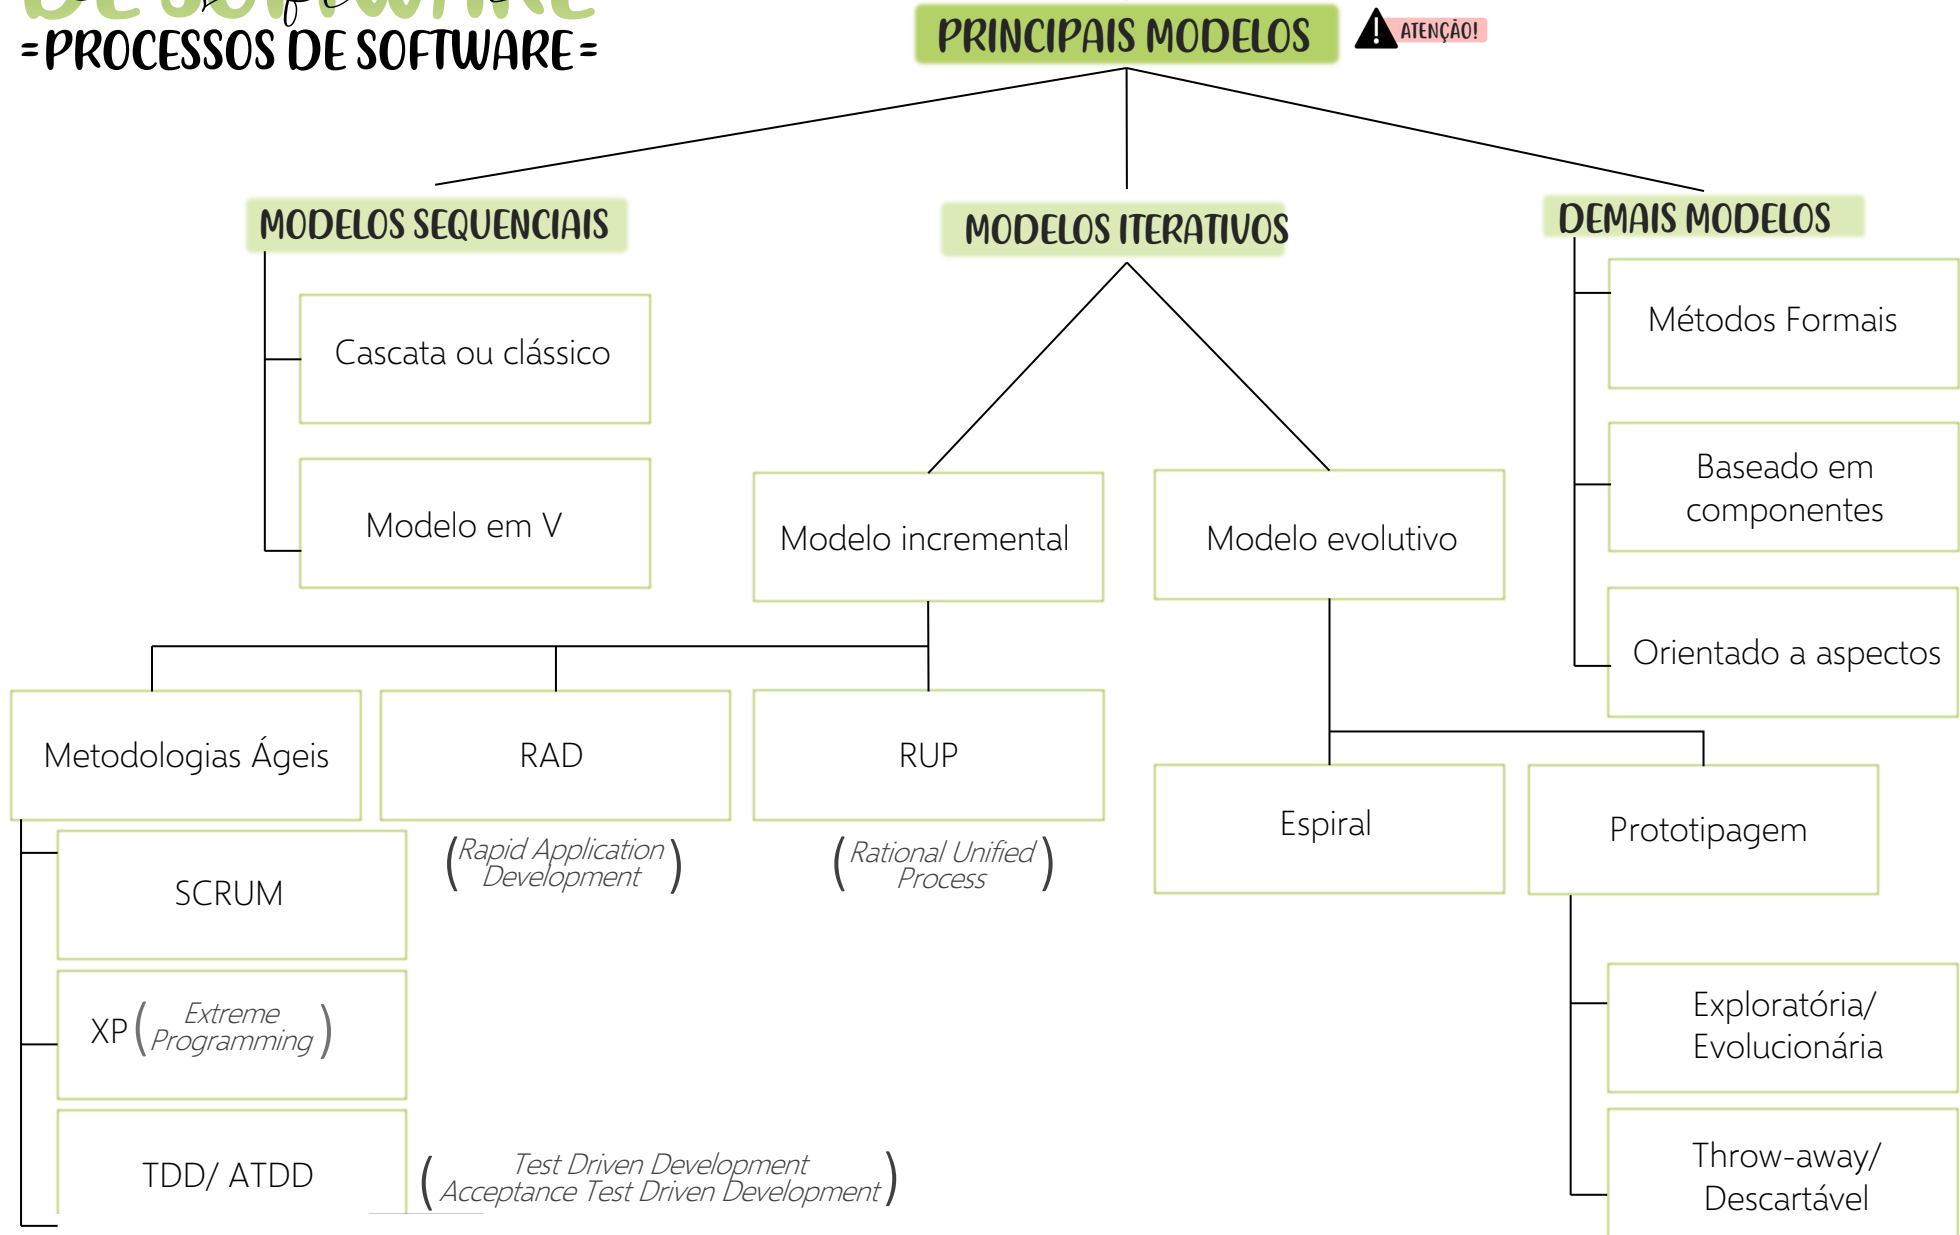 DE SOFTWARE
=PROCESSOS DE SOFTWARE=
PRINCIPAIS MODELOS
ATENÇÃO!
MODELOS SEQUENCIAIS
MODELOS ITERATIVOS
DEMAIS MODELOS
Cascata ou clássico
Modelo em V
Modelo incremental
Modelo evolutivo
Métodos Formais
Baseado em
componentes
Orientado a aspectos
Metodologias Ágeis
RAD
(Rapid Application
Development)
RUP
(Rational Unified
Process)
Espiral
Prototipagem
SCRUM
XP (Extreme
Programming)
TDD/ ATDD
(Test Driven Development
Acceptance Test Driven Development)
Exploratória/
Evolucionária
Throw-away/
Descartável